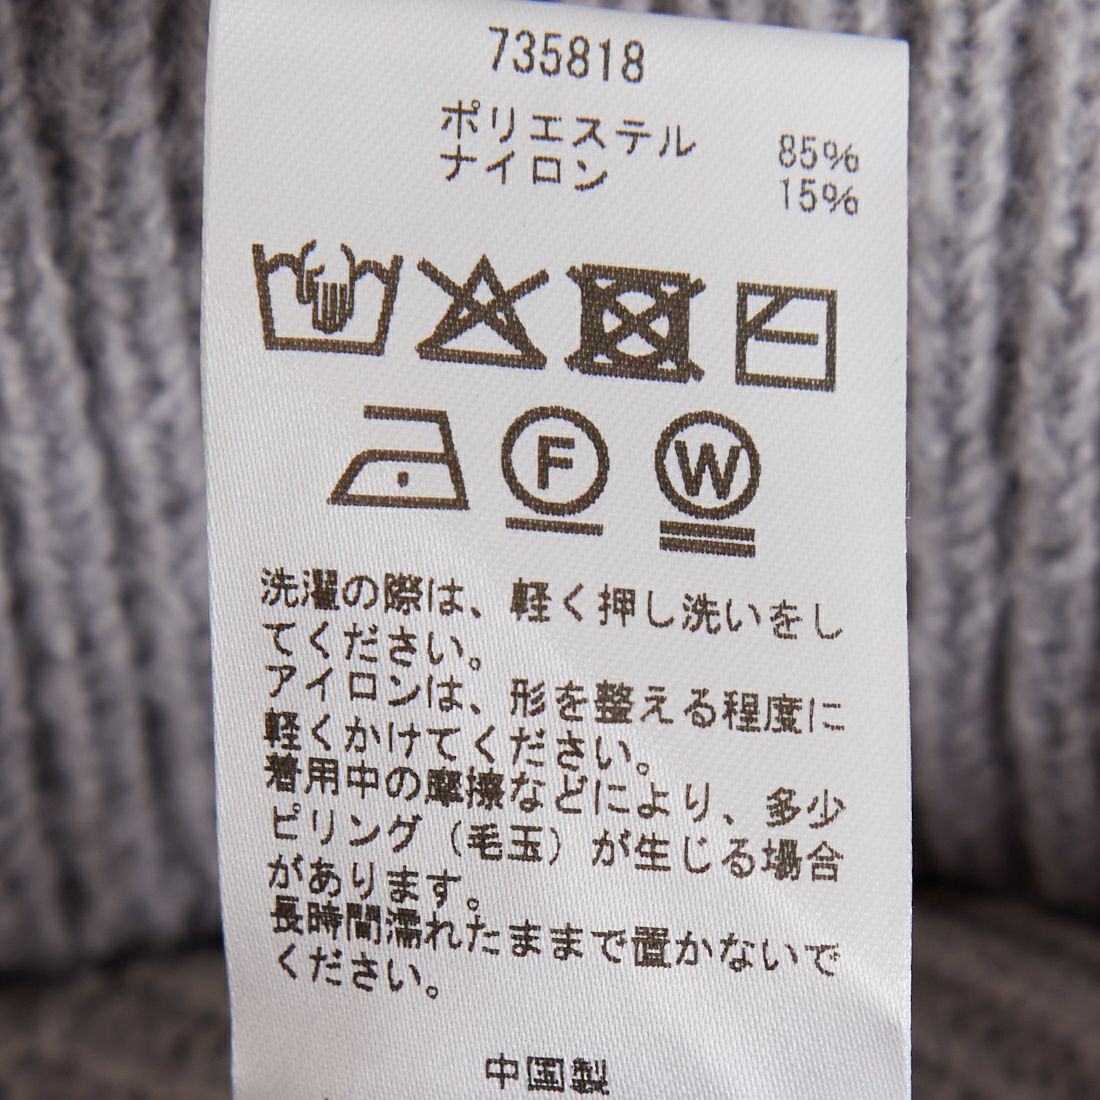 735818
ポリエステル 85%
ナイロン 15%
F W
洗濯の際は、軽く押し洗いをし
てください。
アイロンは、形を整える程度に
軽くかけてください。
着用中の摩擦などにより、多少
ピリング（毛玉）が生じる場合
があります。
長時間濡れたままで置かないで
ください。
中国製